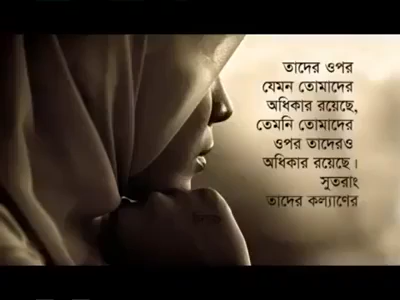 তাদের ওপর
যেমন তোমাদের
অধিকার রয়েছে,
তেমনি তোমাদের
ওপর তাদেরও
অধিকার রয়েছে।
সুতরাং
তাদের কল্যাণের